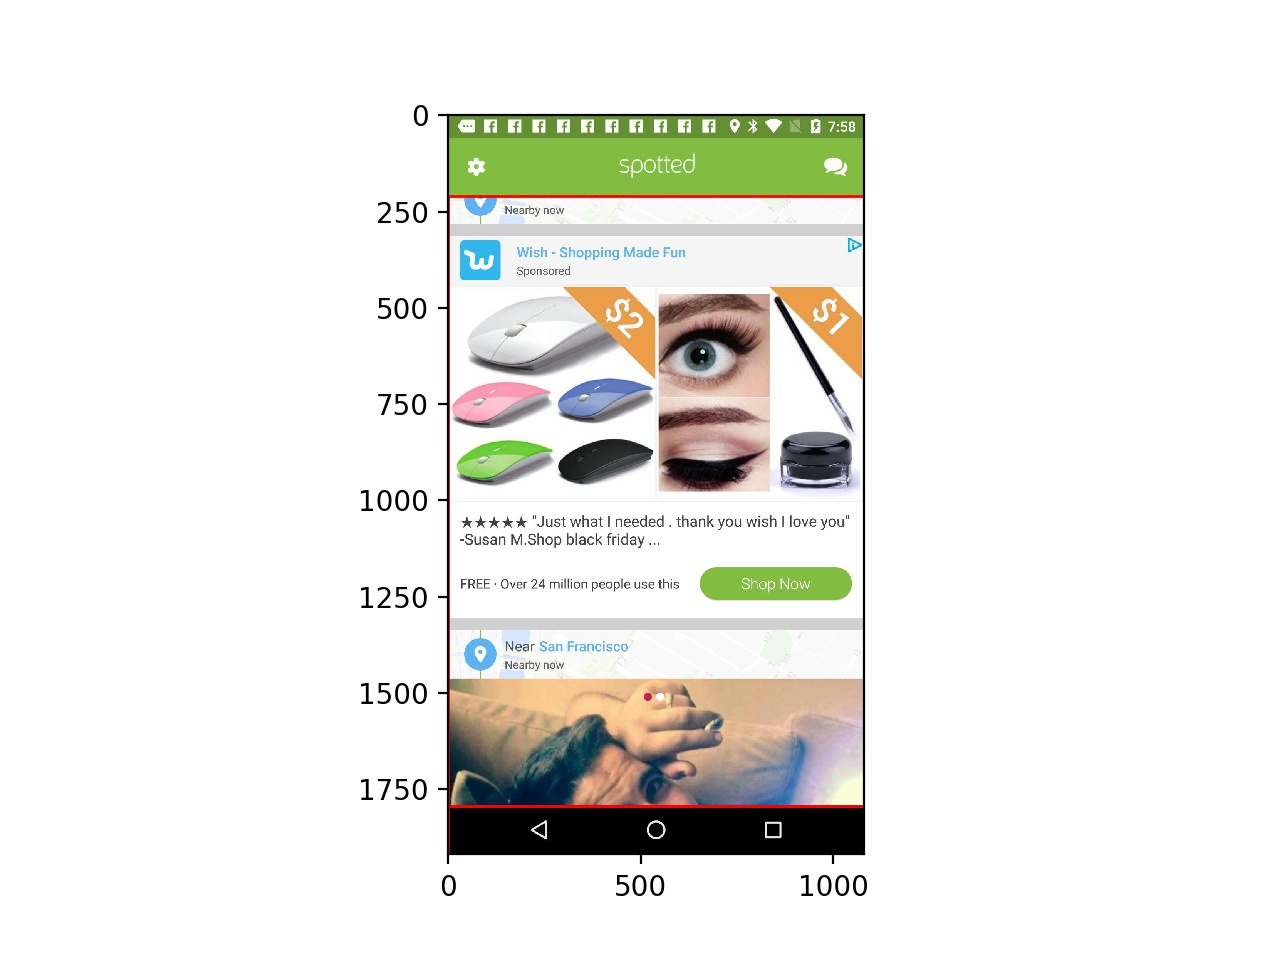 0
7:58
spotted
250
Nearby now
Wish - Shopping Made Fun
Sponsored
500
$2
$1
750
1000
★★★★★ "Just what I needed . thank you wish I love you"
-Susan M.Shop black friday ...
FREE · Over 24 million people use this
Shop Now
1250
Near San Francisco
Nearby now
1500
1750
0
500
1000